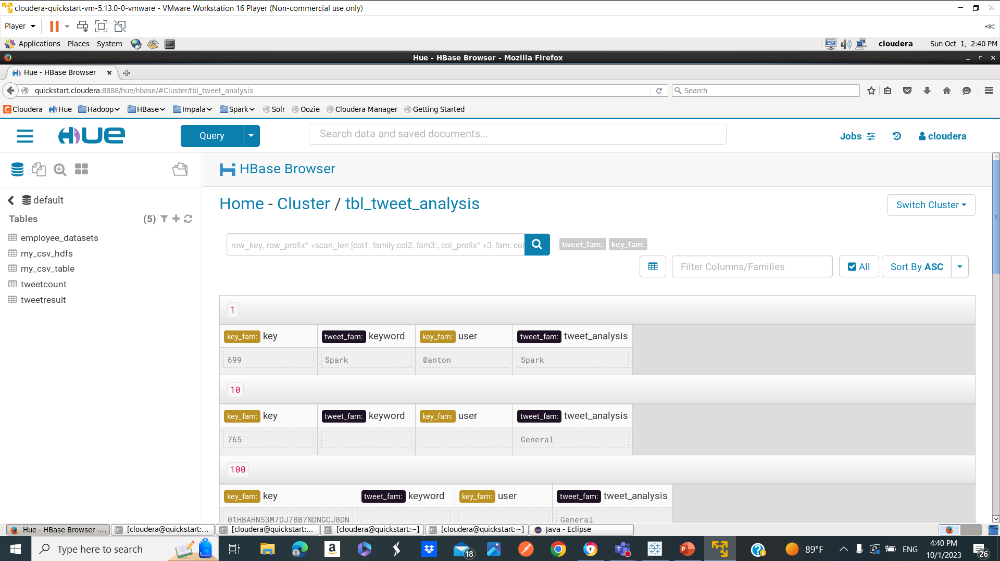 cloudera-quickstart-vm-5.13.0-0-vmware - VMware Workstation 16 Player (Non-commercial use only)
Player
Applications Places System cloudera Sun Oct 1, 2:40 PM
Hue - HBase Browser - Mozilla Firefox
Hue - HBase Browser
quickstart.cloudera:8888/hue/hbase/#Cluster/tbl_tweet_analysis Search
Cloudera Hue Hadoop HBase Impala Spark Solr Oozie Cloudera Manager Getting Started
HUE Query Search data and saved documents... Jobs cloudera
HBase Browser
default
Home - Cluster / tbl_tweet_analysis Switch Cluster
Tables (5)
employee_datasets
my_csv_hdfs
my_csv_table
tweetcount
tweetresult
row_key, row_prefix* +scan_len [col1, family:col2, fam3:, col_prefix* +3, fam: col tweet_fam: key_fam:
Filter Columns/Families All Sort By ASC
1
key_fam: key tweet_fam: keyword key_fam: user tweet_fam: tweet_analysis
699 Spark @anton Spark
10
key_fam: key tweet_fam: keyword key_fam: user tweet_fam: tweet_analysis
765 General
100
key_fam: key tweet_fam: keyword key_fam: user tweet_fam: tweet_analysis
01HBAHN53M7DJ7BB7NDNGCJ8DN General
Hue - HBase Browser -... [cloudera@quickstart:... [cloudera@quickstart:... [cloudera@quickstart:~] [cloudera@quickstart:~] Java - Eclipse
Type here to search 18 89°F ENG 4:40 PM
10/1/2023 26